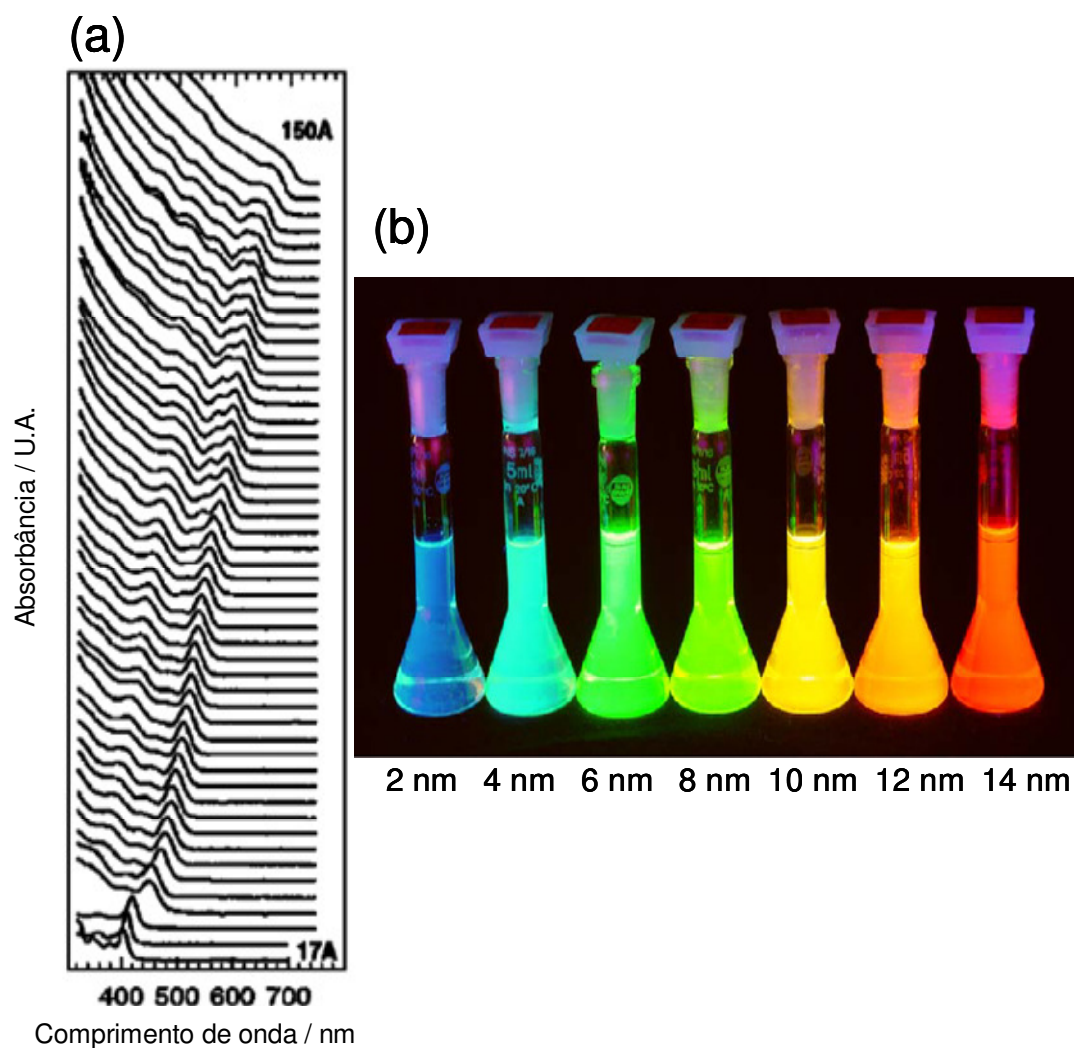 (a)
150A
17A
400 500 600 700
Comprimento de onda / nm
Absorbância / U.A.
(b)
5ml
A
2 nm 4 nm 6 nm 8 nm 10 nm 12 nm 14 nm